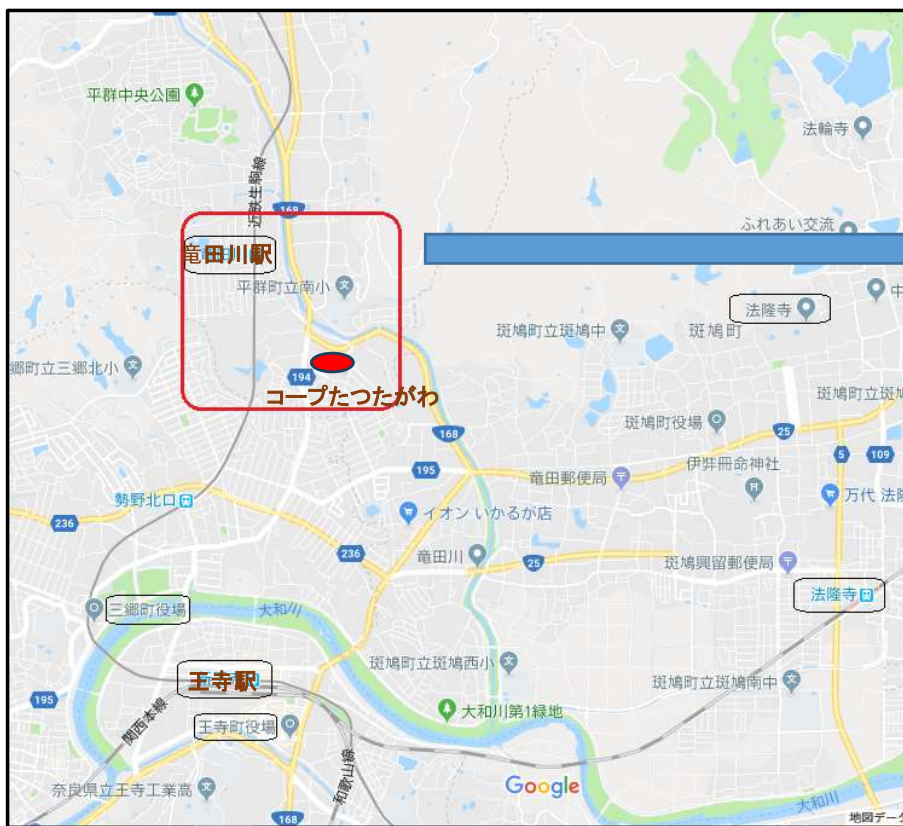 平群中央公園
法輪寺
近鉄生駒線
168
ふれあい交流
竜田川駅
平群町立南小
中
法隆寺
斑鳩町立斑鳩中
斑鳩町
郷町立三郷北小
194
コープたつたがわ
斑鳩町立斑鳩
斑鳩町役場
168
25
195
5
109
竜田郵便局
伊弉冊命神社
勢野北口
万代 法隆
236
イオン いかるが店
236
竜田川
25
斑鳩興留郵便局
法隆寺
三郷町役場
大和川
斑鳩町立斑鳩西小
王寺駅
斑鳩町立斑鳩南中
195
関西本線
王寺町役場
大和川第1緑地
和歌山線
奈良県立王寺工業高
Google
大和川
168
地図データ